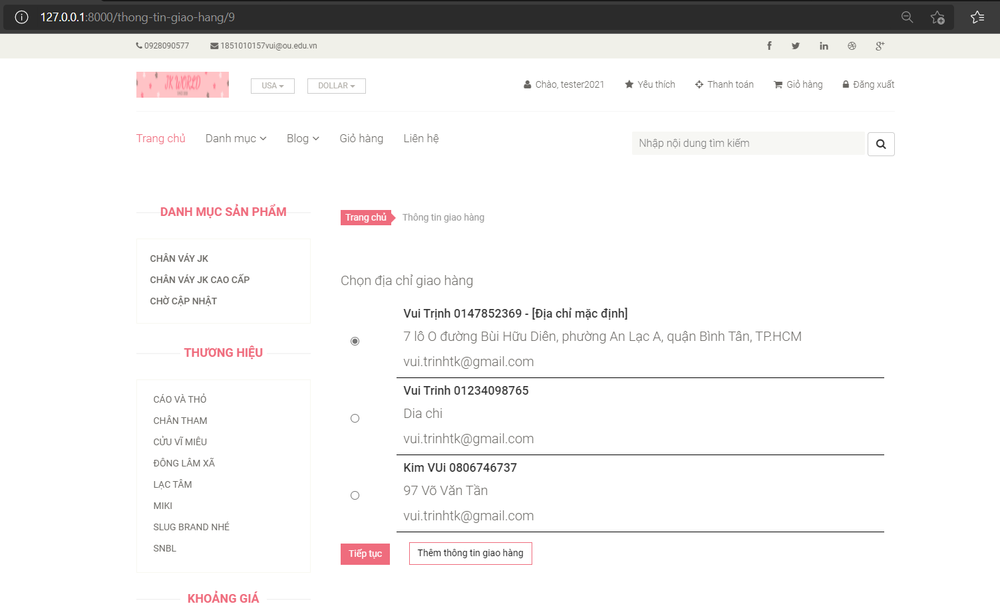 127.0.0.1:8000/thong-tin-giao-hang/9
0928090577 1851010157vui@ou.edu.vn
JK WORLD USA DOLLAR Chào, tester2021 Yêu thích Thanh toán Giỏ hàng Đăng xuất
Trang chủ Danh mục Blog Giỏ hàng Liên hệ Nhập nội dung tìm kiếm
DANH MỤC SẢN PHẨM
CHÂN VÁY JK
CHÂN VÁY JK CAO CẤP
CHỜ CẬP NHẬT
THƯƠNG HIỆU
CÁO VÀ THỎ
CHÂN THAM
CỬU VĨ MIÊU
ĐÔNG LÂM XÃ
LẠC TÂM
MIKI
SLUG BRAND NHÉ
SNBL
KHOẢNG GIÁ
Trang chủ Thông tin giao hàng
Chọn địa chỉ giao hàng
Vui Trịnh 0147852369 - [Địa chỉ mặc định]
7 lô O đường Bùi Hữu Diên, phường An Lạc A, quận Bình Tân, TP.HCM
vui.trinhtk@gmail.com
Vui Trinh 01234098765
Dia chi
vui.trinhtk@gmail.com
Kim VUi 0806746737
97 Võ Văn Tần
vui.trinhtk@gmail.com
Tiếp tục Thêm thông tin giao hàng